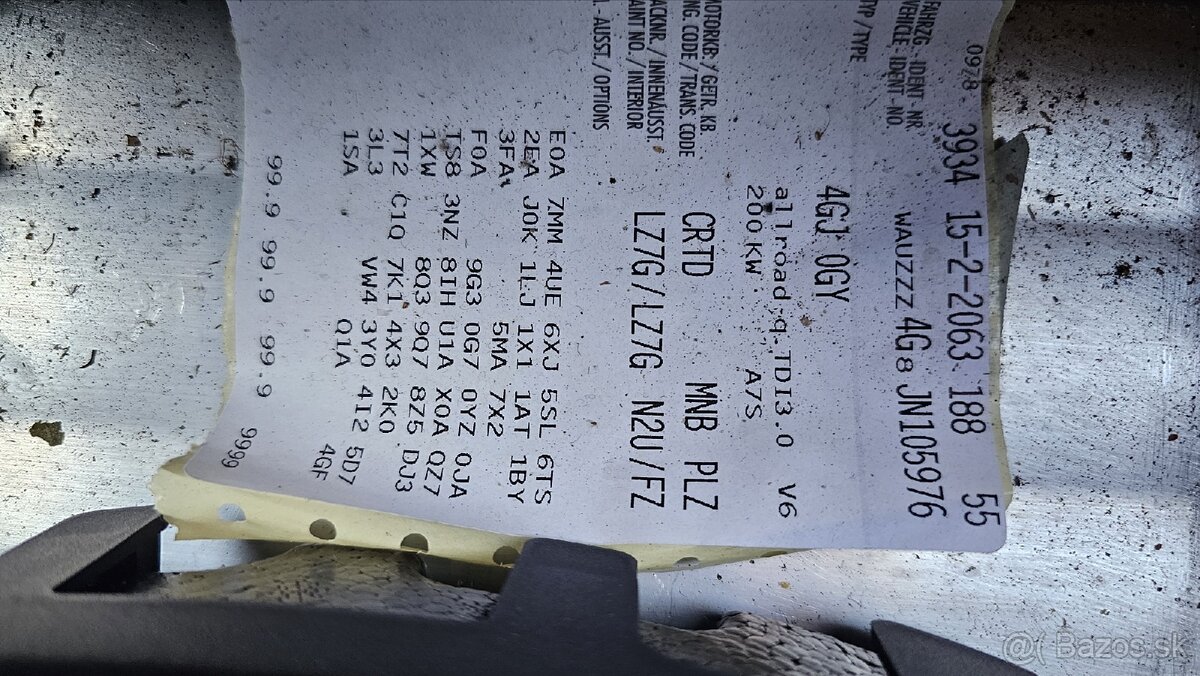 0978 - 3934 15-2-2063 188 55
FAHRZG - IDENT - NR.
VEHICLE - IDENT - NO. WAUZZZ 4G8 JN105976
YP / TYPE 4GJ 0GY
allroad q.TDI3.0 V6
200 KW A7S
MOTORKB. / GETR. KB.
NG. CODE / TRANS. CODE CRTD MNB PLZ
ACKNR. / INNENAUSST
AINT NO. / INTERIOR LZ7G/LZ7G N2U/FZ
-AUSST. / OPTIONS
E0A 7MM 4UE 6XJ 5SL 6TS
2EA J0K 1LJ 1X1 1AT 1BY
3FA 5MA 7X2
F0A 9G3 0G7 0YZ 0JA
TS8 3NZ 8IH U1A X0A QZ7
1XW 8Q3 9Q7 8Z5 DJ3
7T2 C1Q 7K1 4X3 2K0
3L3 VW4 3Y0 4I2 5D7
1SA Q1A 4GF
99.9 99.9 99.9 9999
@( Bazos.sk